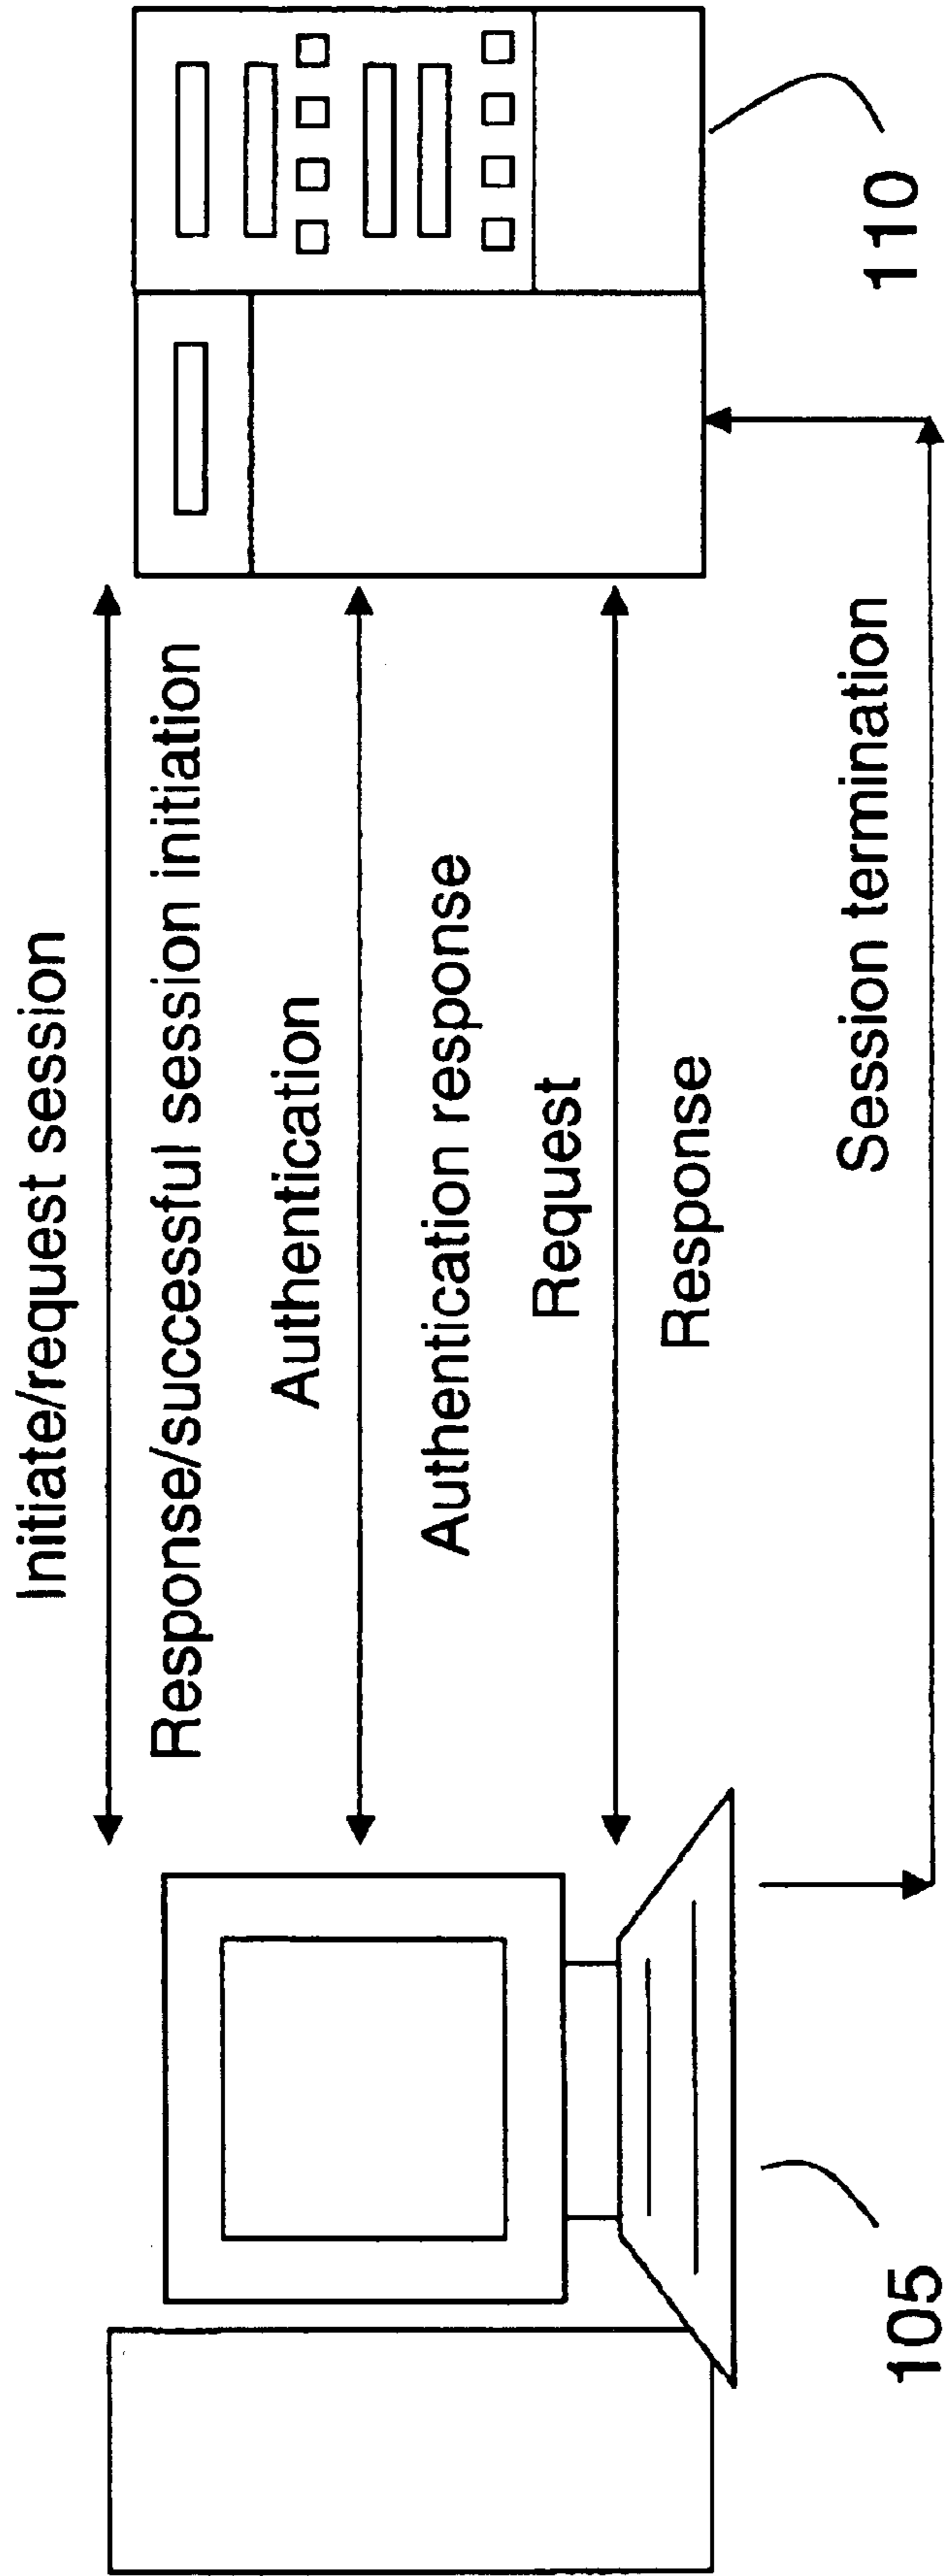 Initiate/request session
Response/successful session initiation
Authentication
Authentication response
Request
Response
Session termination
105
110